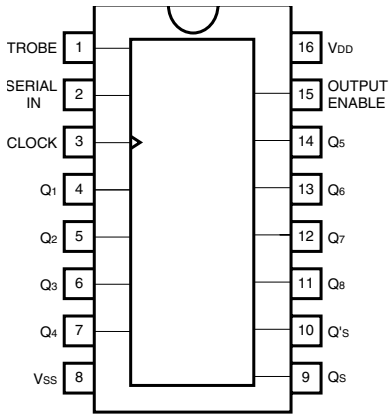 TROBE 1
SERIAL
IN 2
CLOCK 3
Q1 4
Q2 5
Q3 6
Q4 7
VSS 8
16 VDD
15 OUTPUT
ENABLE
14 Q5
13 Q6
12 Q7
11 Q8
10 Q'S
9 QS